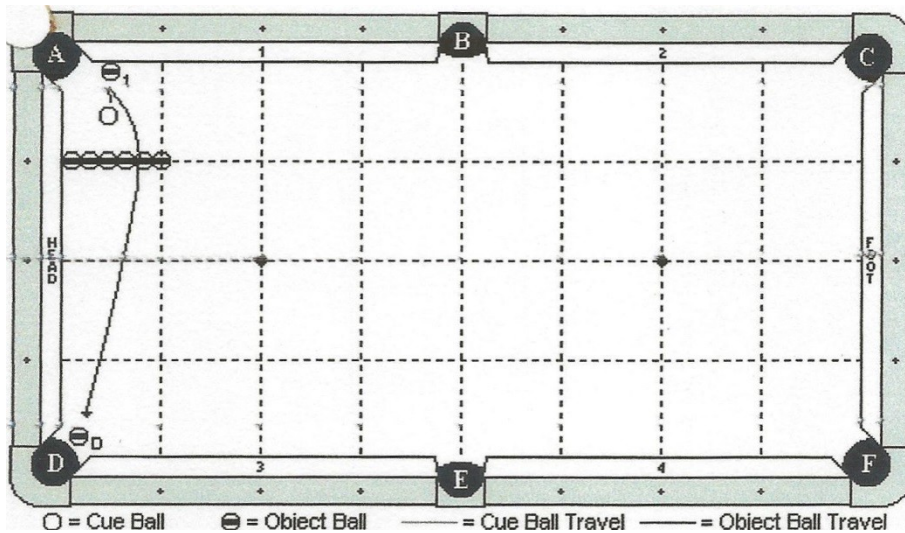 A
B
C
1
2
1
HEAD
FOOT
D
D
3
E
4
F
= Cue Ball
= Object Ball
= Cue Ball Travel
= Object Ball Travel